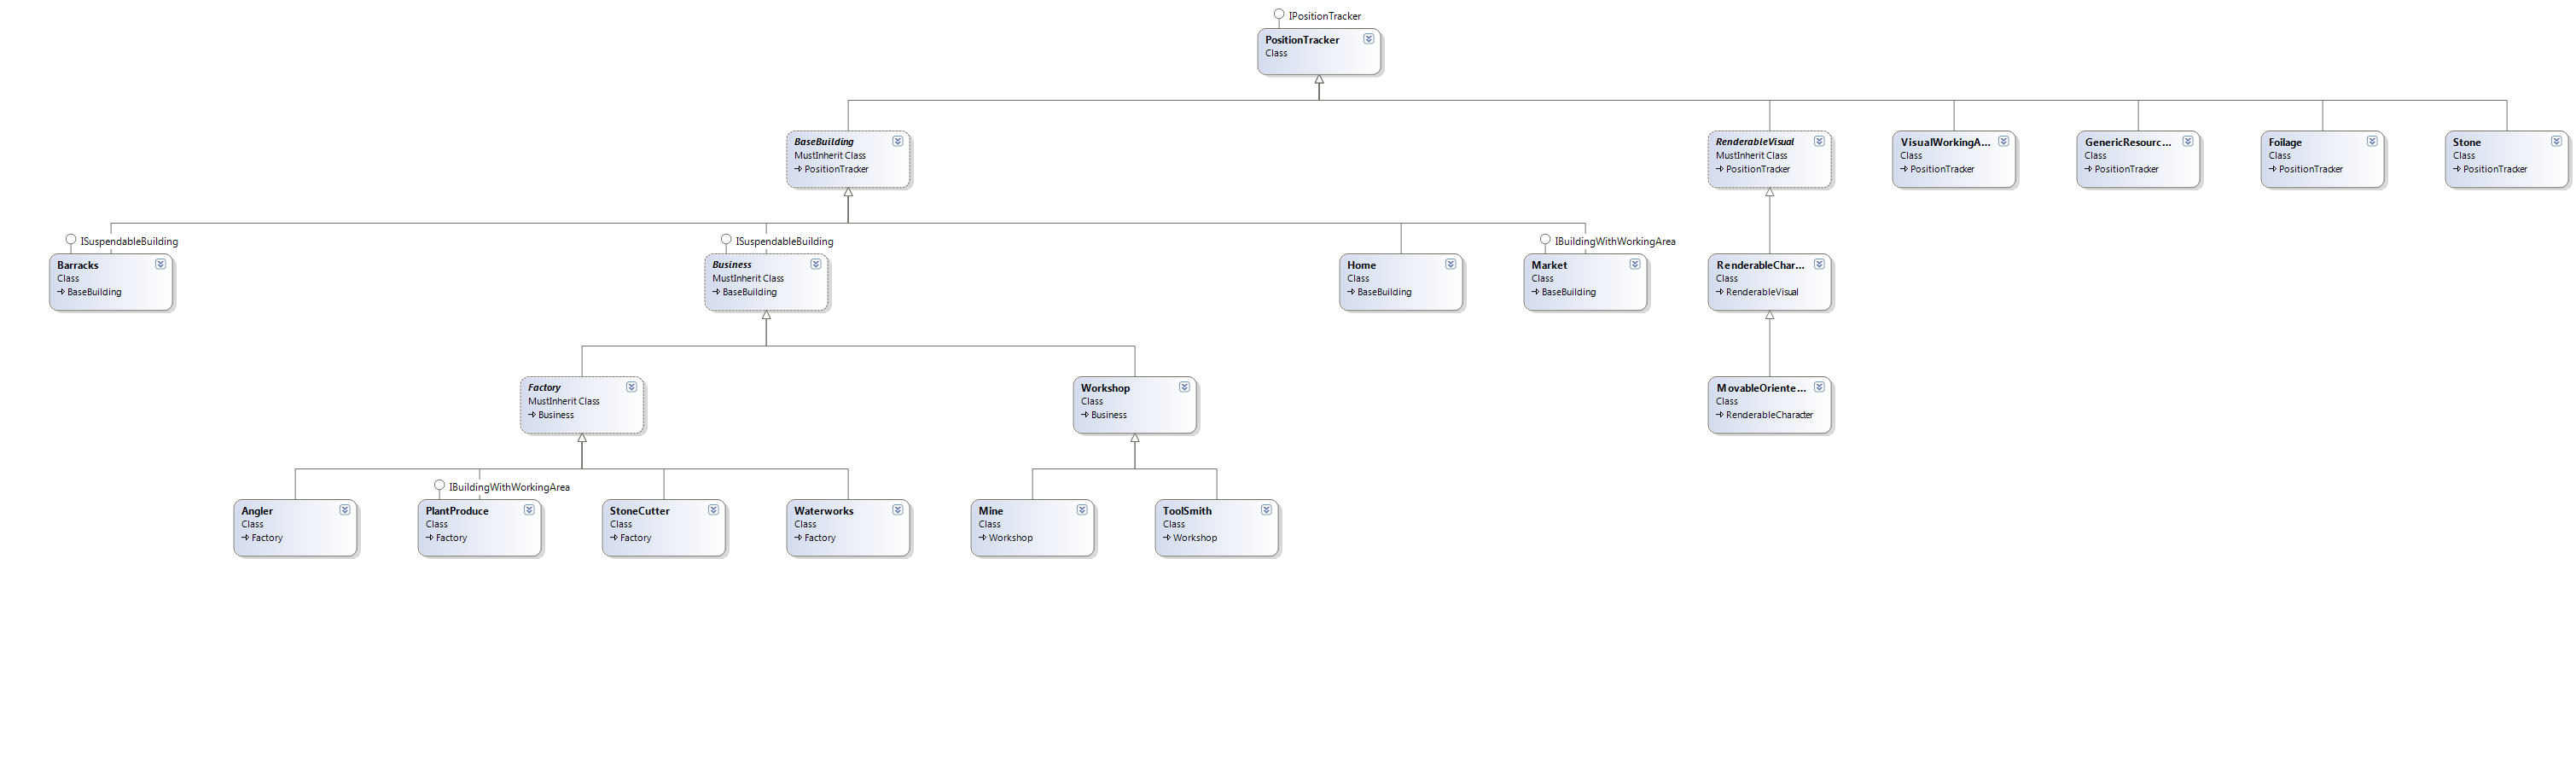 IPositionTracker
PositionTracker
Class
BaseBuilding
MustInherit Class
PositionTracker
RenderableVisual
MustInherit Class
PositionTracker
VisualWorkingA...
Class
PositionTracker
GenericResourc...
Class
PositionTracker
Foilage
Class
PositionTracker
Stone
Class
PositionTracker
ISuspendableBuilding
Barracks
Class
BaseBuilding
ISuspendableBuilding
Business
MustInherit Class
BaseBuilding
Home
Class
BaseBuilding
IBuildingWithWorkingArea
Market
Class
BaseBuilding
RenderableChar...
Class
RenderableVisual
Factory
MustInherit Class
Business
Workshop
Class
Business
MovableOriente...
Class
RenderableCharacter
Angler
Class
Factory
IBuildingWithWorkingArea
PlantProduce
Class
Factory
StoneCutter
Class
Factory
Waterworks
Class
Factory
Mine
Class
Workshop
ToolSmith
Class
Workshop